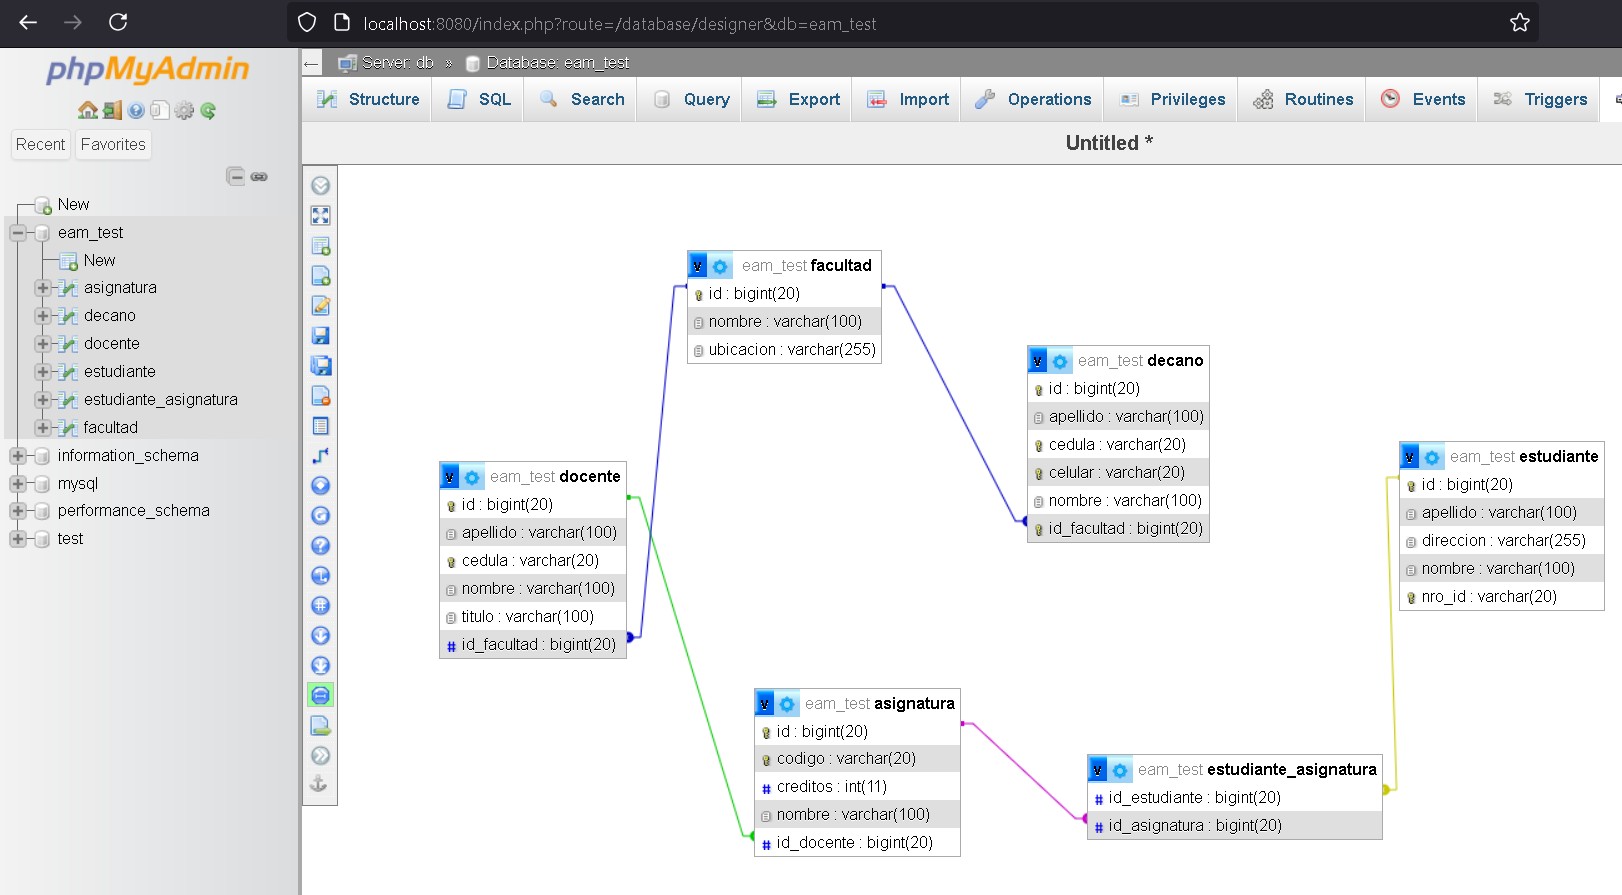 localhost:8080/index.php?route=/database/designer&db=eam_test
phpMyAdmin
Recent Favorites
New
eam_test
New
asignatura
decano
docente
estudiante
estudiante_asignatura
facultad
information_schema
mysql
performance_schema
test
Server: db » Database: eam_test
Structure SQL Search Query Export Import Operations Privileges Routines Events Triggers
Untitled *
v eam_test facultad
id : bigint(20)
nombre : varchar(100)
ubicacion : varchar(255)
v eam_test decano
id : bigint(20)
apellido : varchar(100)
cedula : varchar(20)
celular : varchar(20)
nombre : varchar(100)
id_facultad : bigint(20)
v eam_test estudiante
id : bigint(20)
apellido : varchar(100)
direccion : varchar(255)
nombre : varchar(100)
nro_id : varchar(20)
v eam_test docente
id : bigint(20)
apellido : varchar(100)
cedula : varchar(20)
nombre : varchar(100)
titulo : varchar(100)
# id_facultad : bigint(20)
v eam_test asignatura
id : bigint(20)
codigo : varchar(20)
# creditos : int(11)
nombre : varchar(100)
# id_docente : bigint(20)
v eam_test estudiante_asignatura
# id_estudiante : bigint(20)
# id_asignatura : bigint(20)